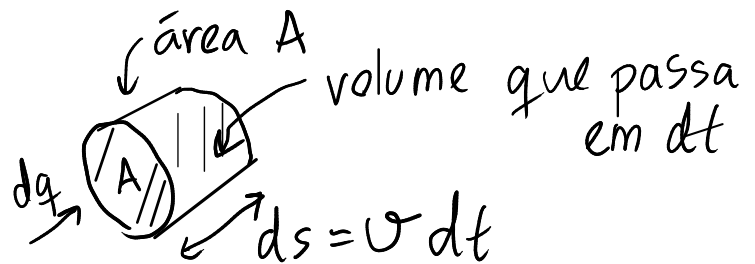 área A
volume que passa
em dt
A
dq
ds = v dt